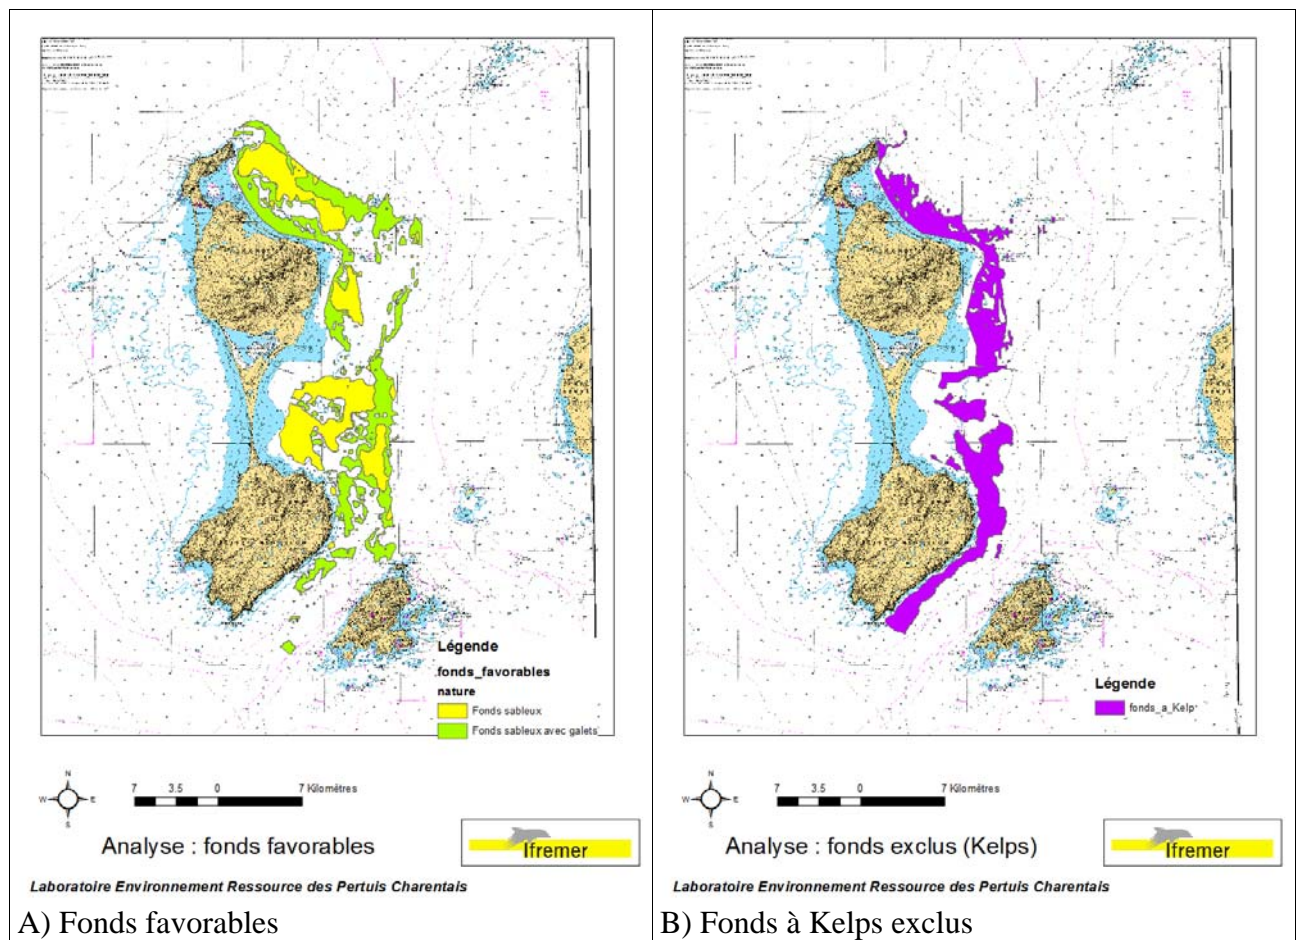 Légende
fonds_favorables
nature
Fonds sableux
Fonds sableux avec galets
N
W E
S
7 3.5 0 7 Kilomètres
Analyse : fonds favorables
Ifremer
Laboratoire Environnement Ressource des Pertuis Charentais
A) Fonds favorables
Légende
fonds_a_Kelp
N
W E
S
7 3.5 0 7 Kilomètres
Analyse : fonds exclus (Kelps)
Ifremer
Laboratoire Environnement Ressource des Pertuis Charentais
B) Fonds à Kelps exclus